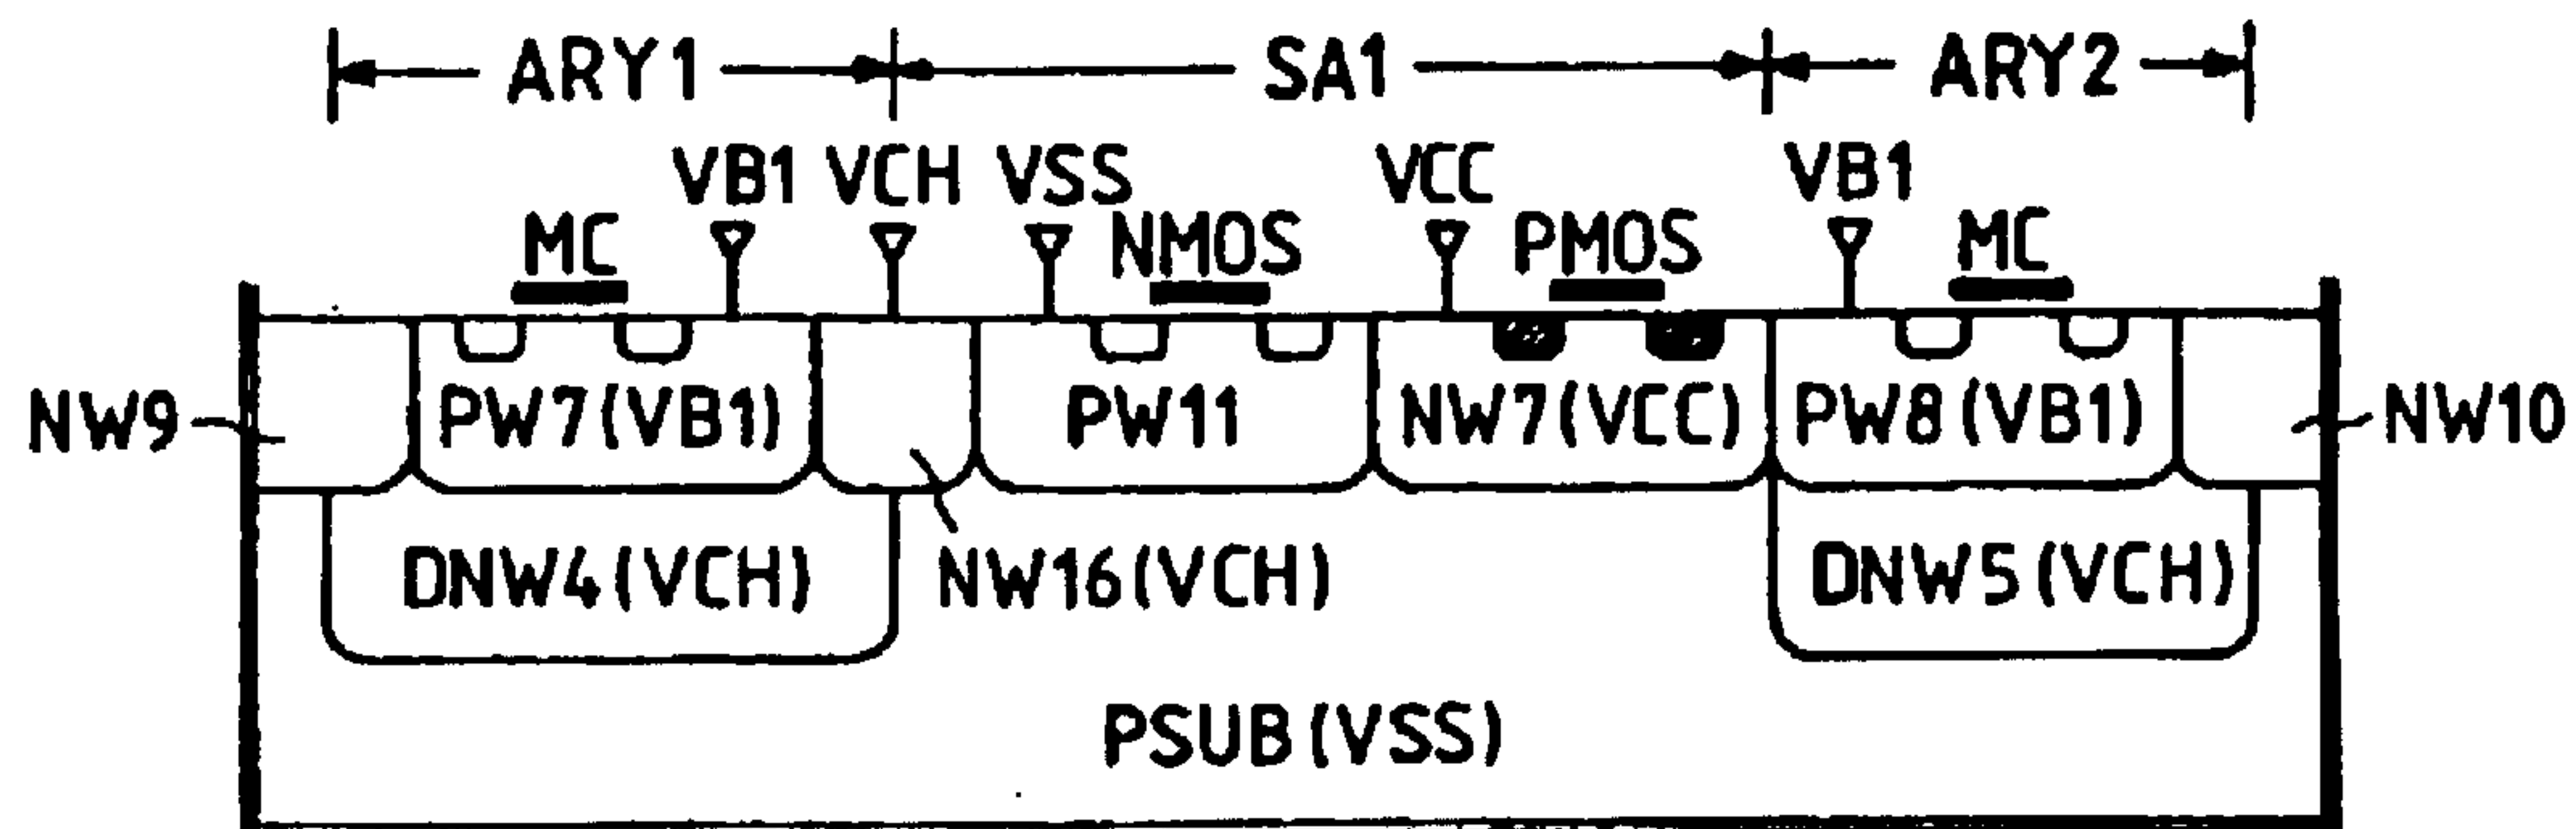 ARY1 SA1 ARY2
VB1 VCH VSS VCC VB1
MC NMOS PMOS MC
NW9 PW7(VB1) PW11 NW7(VCC) PW8(VB1) NW10
DNW4(VCH) NW16(VCH) DNW5(VCH)
PSUB(VSS)